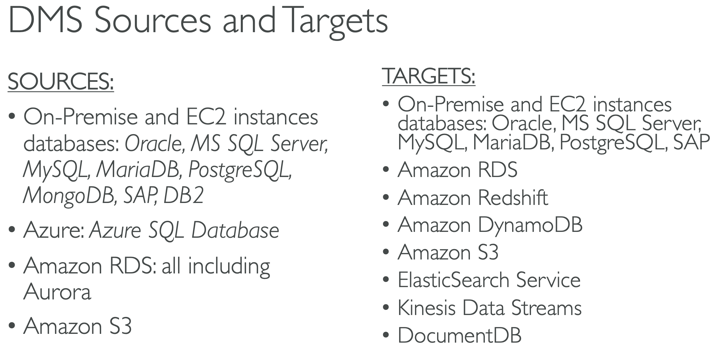 DMS Sources and Targets
SOURCES:
• On-Premise and EC2 instances
databases: Oracle, MS SQL Server,
MySQL, MariaDB, PostgreSQL,
MongoDB, SAP, DB2
• Azure: Azure SQL Database
• Amazon RDS: all including
Aurora
• Amazon S3
TARGETS:
• On-Premise and EC2 instances
databases: Oracle, MS SQL Server,
MySQL, MariaDB, PostgreSQL, SAP
• Amazon RDS
• Amazon Redshift
• Amazon DynamoDB
• Amazon S3
• ElasticSearch Service
• Kinesis Data Streams
• DocumentDB